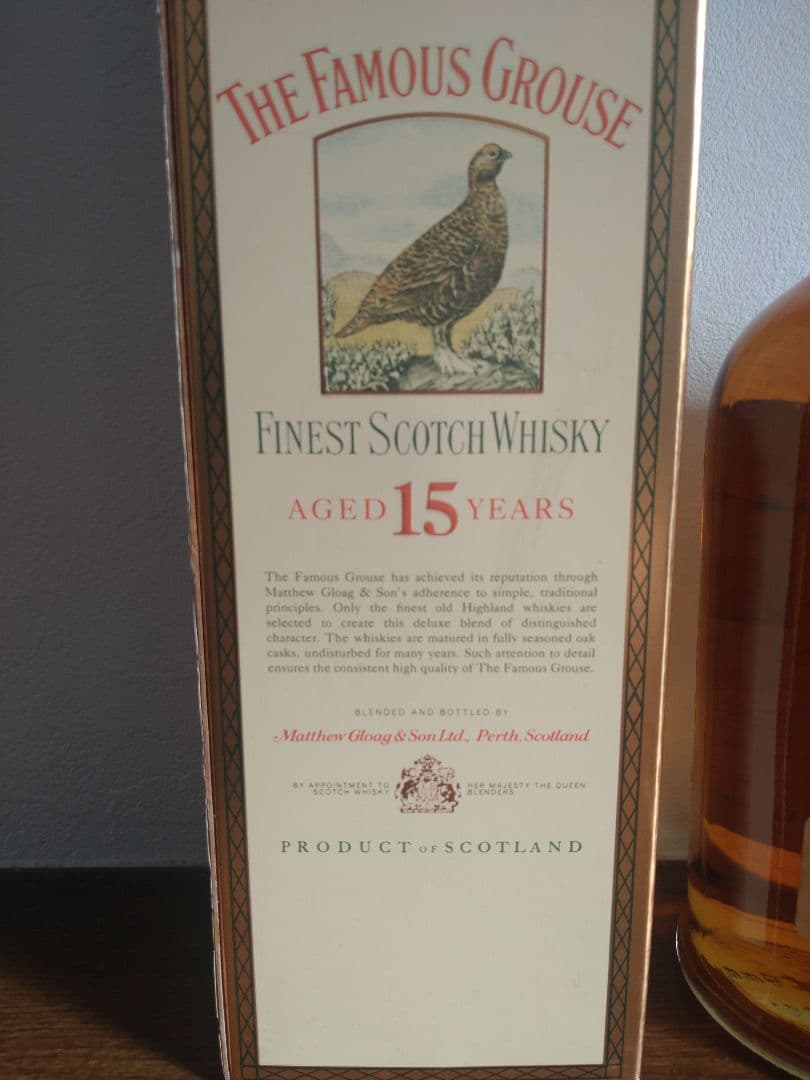 THE FAMOUS GROUSE
FINEST SCOTCH WHISKY
AGED 15 YEARS
The Famous Grouse has achieved its reputation through
Matthew Gloag & Son's adherence to simple, traditional
principles. Only the finest old Highland whiskies are
selected to create this deluxe blend of distinguished
character. The whiskies are matured in fully seasoned oak
casks, undisturbed for many years. Such attention to detail
ensures the consistent high quality of The Famous Grouse.
BLENDED AND BOTTLED BY
Matthew Gloag & Son Ltd., Perth, Scotland
BY APPOINTMENT TO HER MAJESTY THE QUEEN
SCOTCH WHISKY BLENDERS
PRODUCT OF SCOTLAND